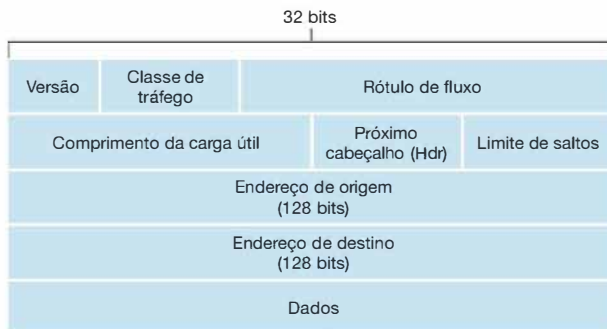 32 bits
Versão
Classe de
tráfego
Rótulo de fluxo
Comprimento da carga útil
Próximo
cabeçalho (Hdr)
Limite de saltos
Endereço de origem
(128 bits)
Endereço de destino
(128 bits)
Dados